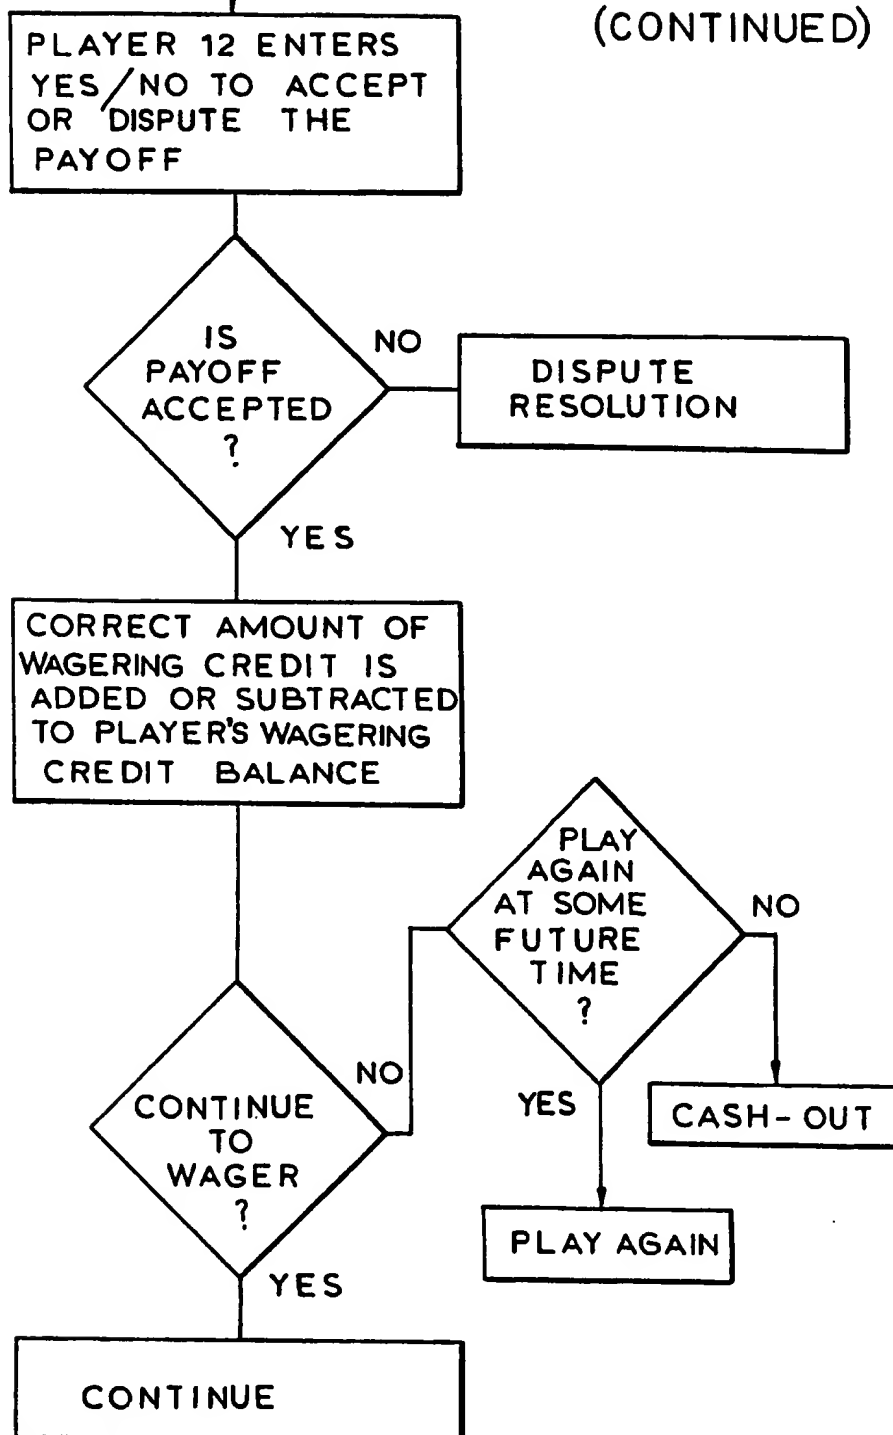 (CONTINUED)
PLAYER 12 ENTERS
YES/NO TO ACCEPT
OR DISPUTE THE
PAYOFF
IS
PAYOFF
ACCEPTED
?
NO
DISPUTE
RESOLUTION
YES
CORRECT AMOUNT OF
WAGERING CREDIT IS
ADDED OR SUBTRACTED
TO PLAYER'S WAGERING
CREDIT BALANCE
PLAY
AGAIN
AT SOME
FUTURE
TIME
?
NO
YES
CASH-OUT
PLAY AGAIN
CONTINUE
TO
WAGER
?
NO
YES
CONTINUE